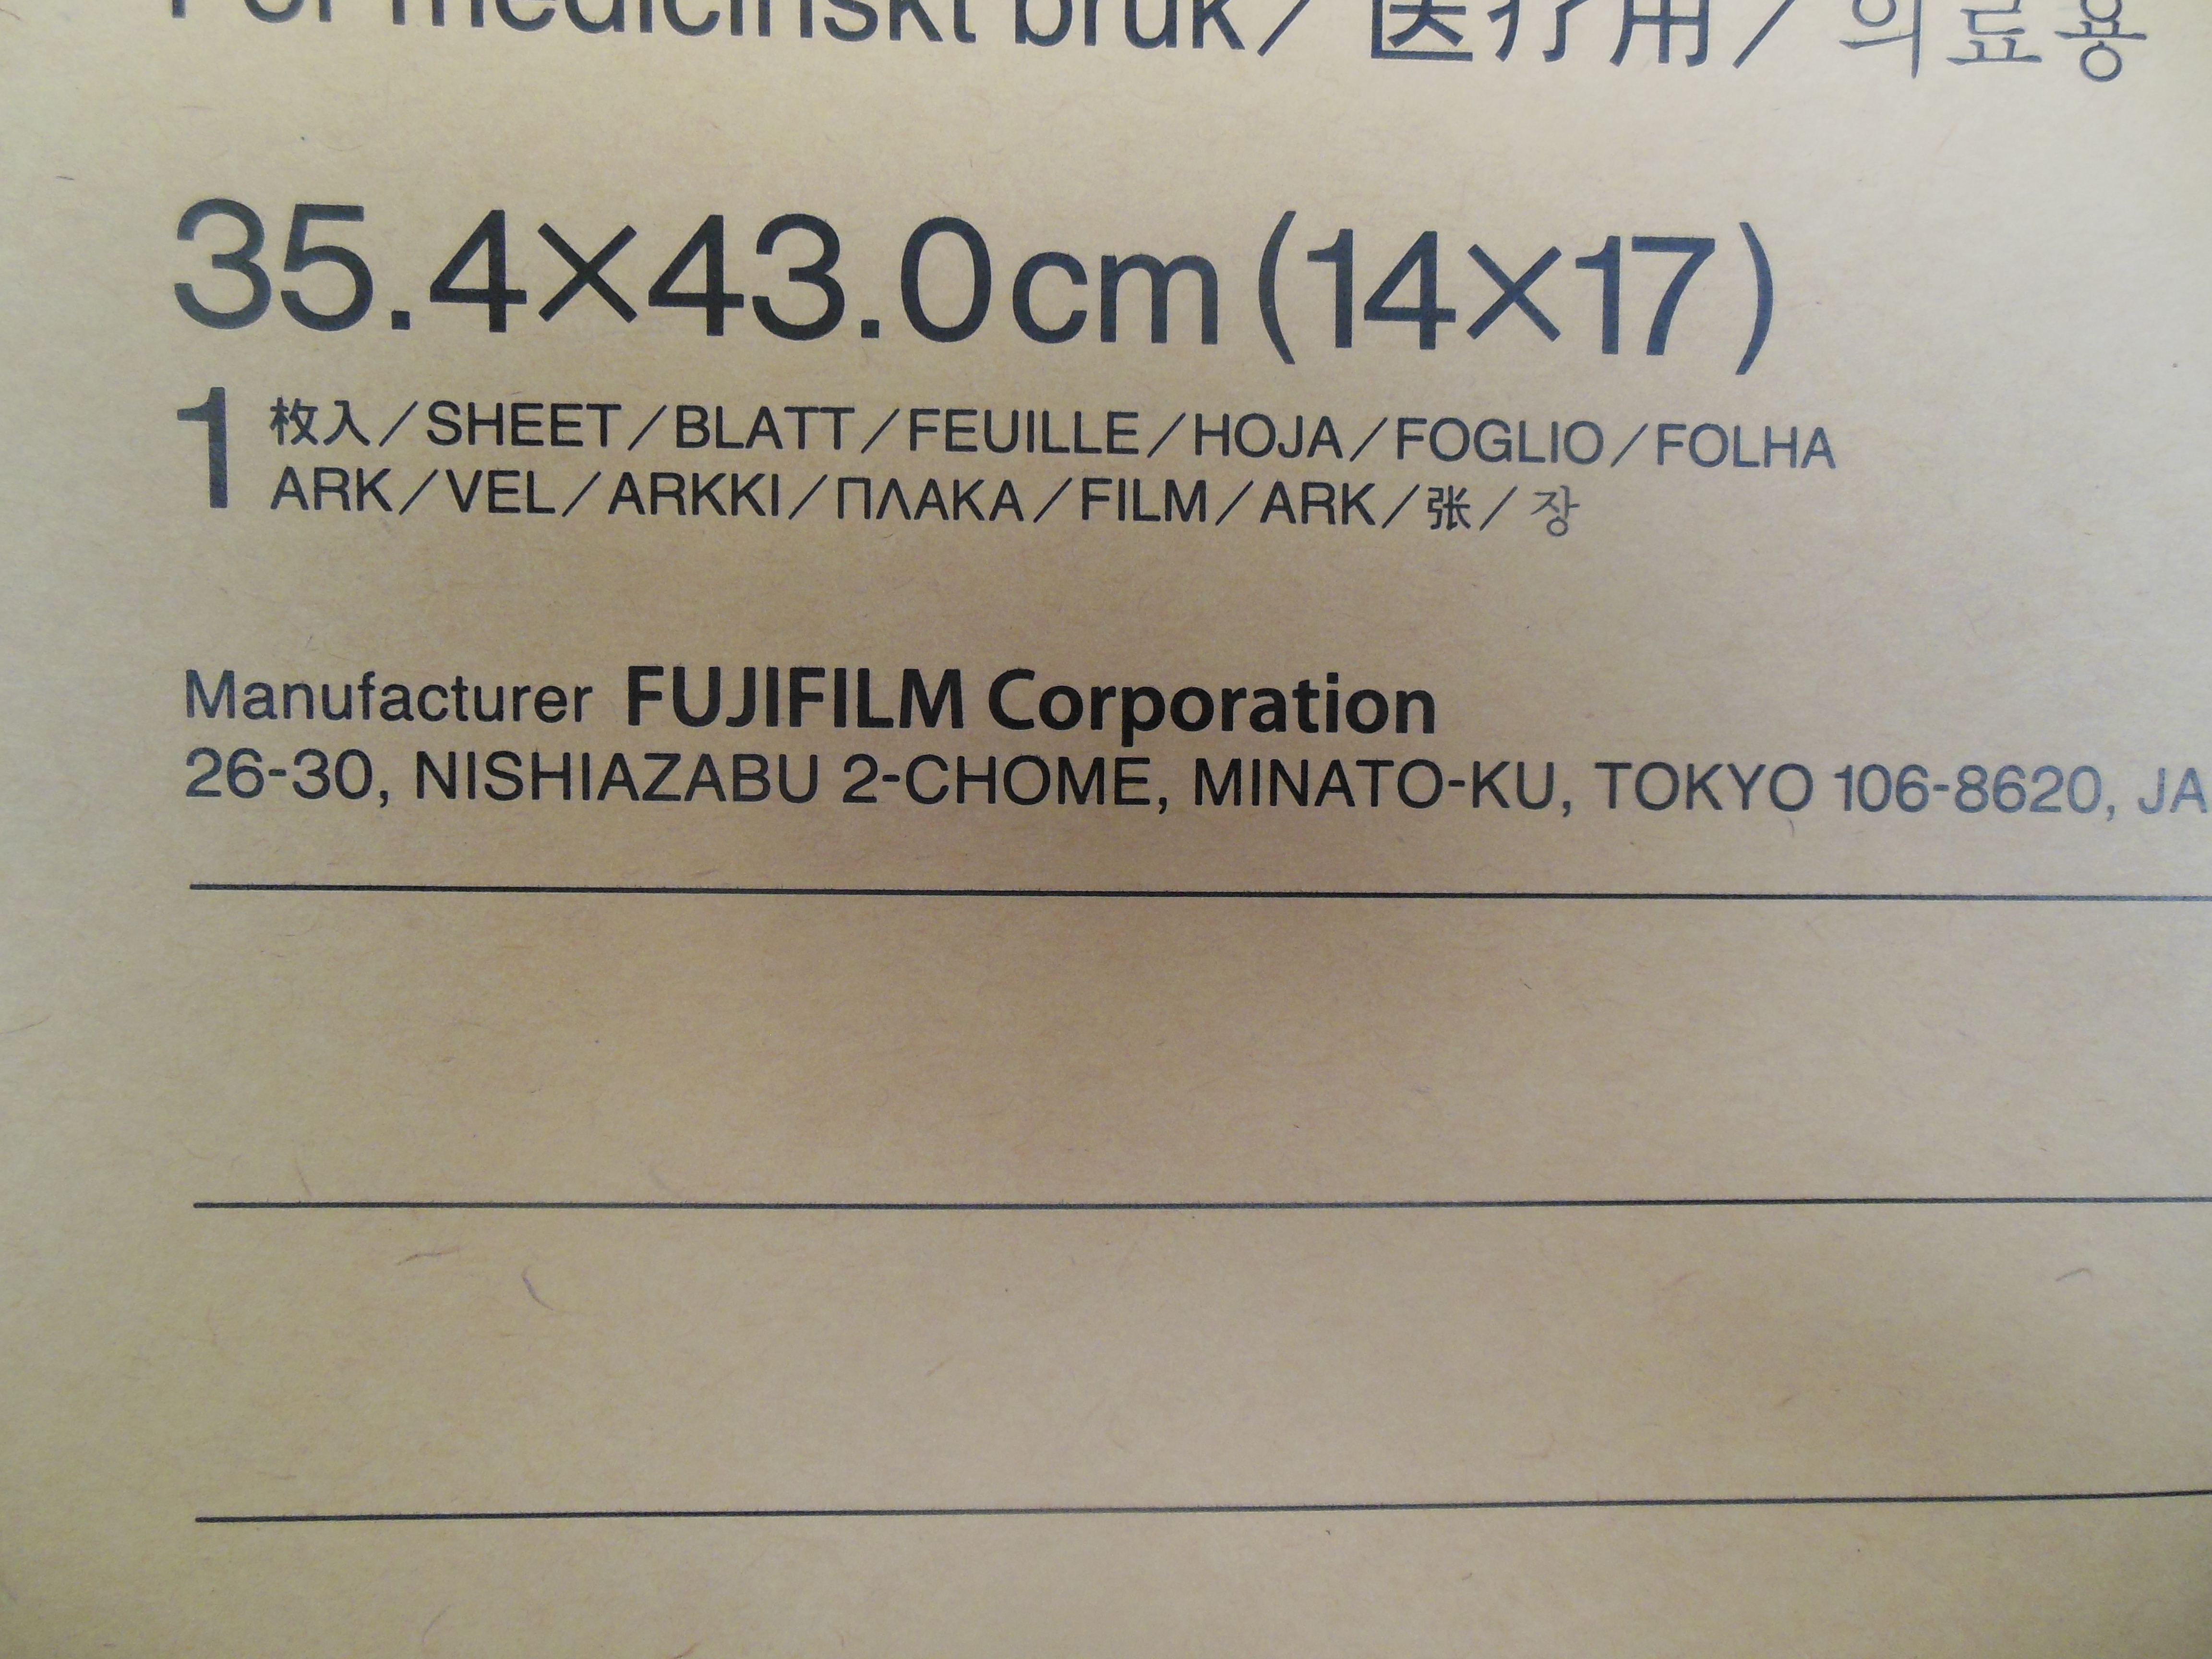 För medicinskt bruk/医疗用/의료용
35.4×43.0cm(14×17)
1 枚入/SHEET/BLATT/FEUILLE/HOJA/FOGLIO/FOLHA
ARK/VEL/ARKKI/ΠΛΑΚΑ/FILM/ARK/张/장
Manufacturer FUJIFILM Corporation
26-30, NISHIAZABU 2-CHOME, MINATO-KU, TOKYO 106-8620, JA